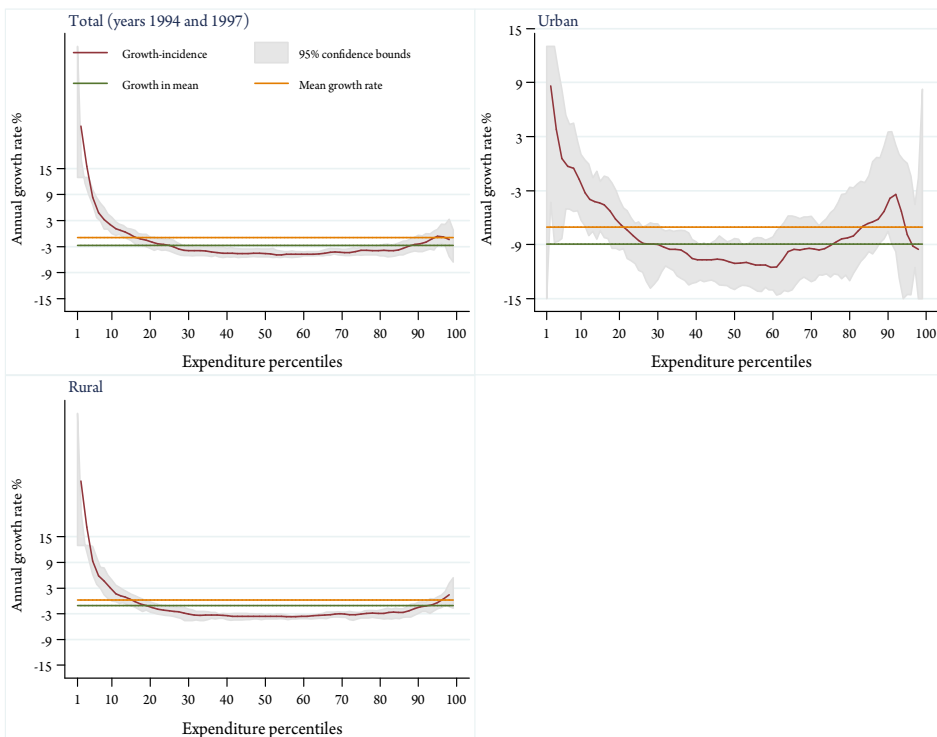 Total (years 1994 and 1997)
Growth-incidence
95% confidence bounds
Growth in mean
Mean growth rate
Annual growth rate %
15
9
3
-3
-9
-15
1 10 20 30 40 50 60 70 80 90 100
Expenditure percentiles
Urban
Annual growth rate %
15
9
3
-3
-9
-15
1 10 20 30 40 50 60 70 80 90 100
Expenditure percentiles
Rural
Annual growth rate %
15
9
3
-3
-9
-15
1 10 20 30 40 50 60 70 80 90 100
Expenditure percentiles